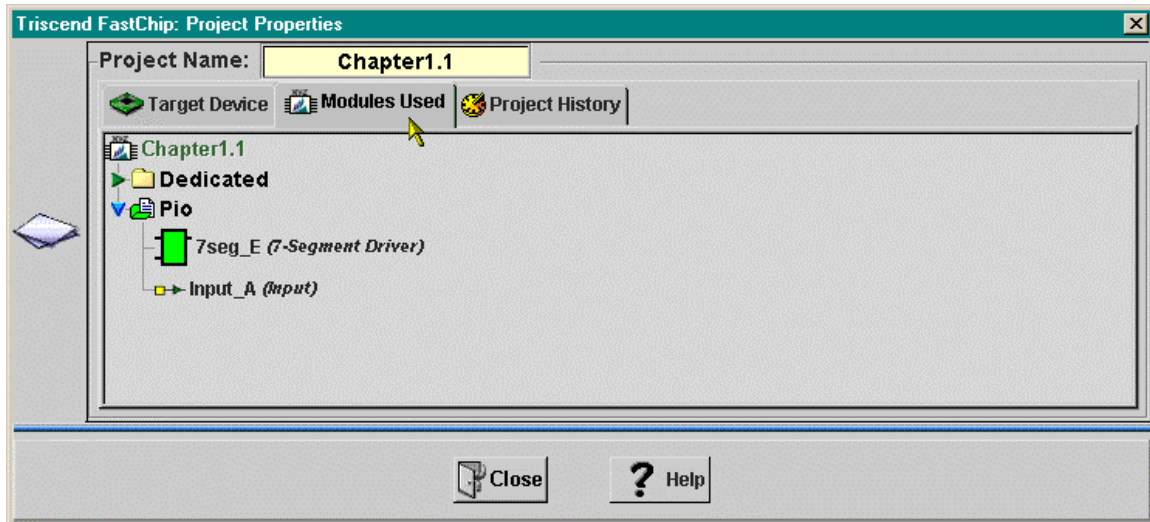 Triscend FastChip: Project Properties
Project Name: Chapter1.1
Target Device Modules Used Project History
Chapter1.1
Dedicated
Pio
7seg_E (7-Segment Driver)
Input_A (Input)
Close ? Help